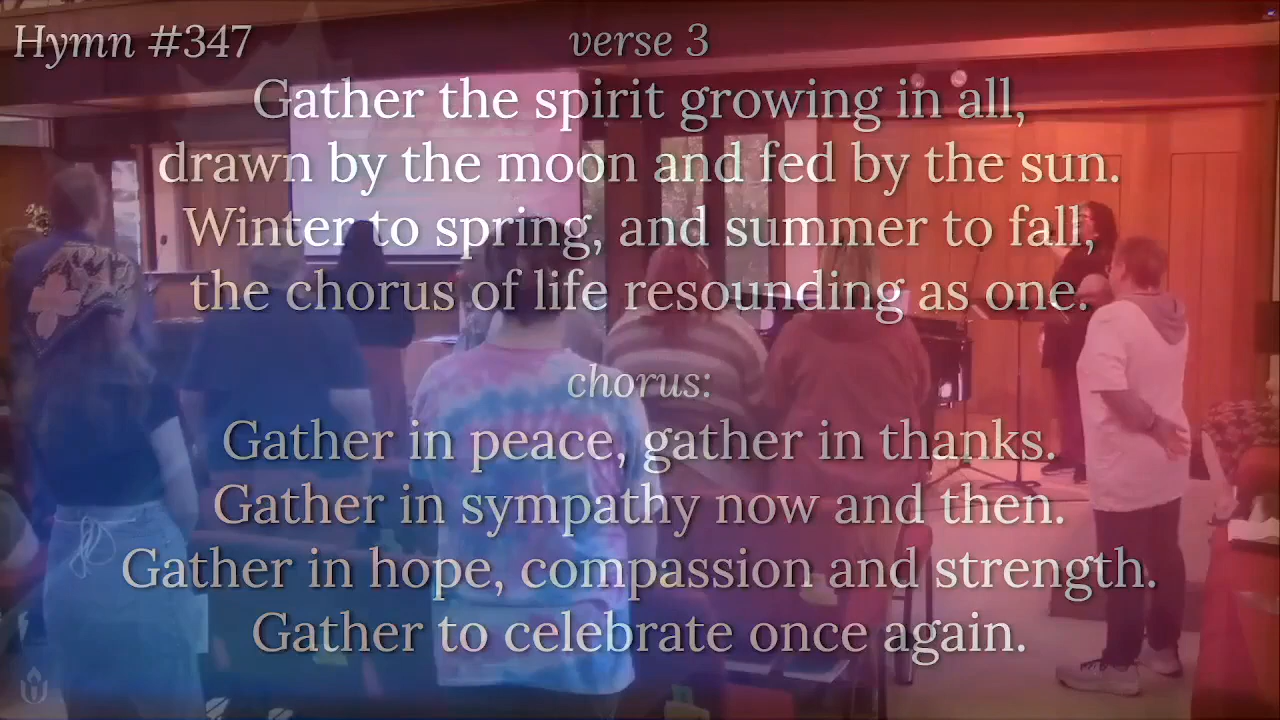 Hymn #347
verse 3
Gather the spirit growing in all,
drawn by the moon and fed by the sun.
Winter to spring, and summer to fall,
the chorus of life resounding as one.
chorus:
Gather in peace, gather in thanks.
Gather in sympathy now and then.
Gather in hope, compassion and strength.
Gather to celebrate once again.